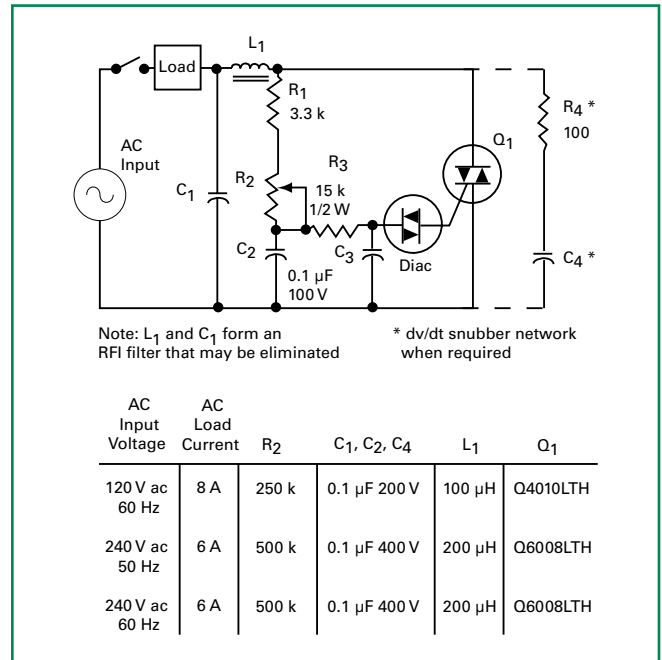 L1
Load
R1
3.3 k
R4 *
100
AC
Input
Q1
R2
R3
15 k
1/2 W
C1
C2
0.1 µF
100 V
C3
Diac
C4 *
Note: L1 and C1 form an
RFI filter that may be eliminated
* dv/dt snubber network
when required
AC
Input
Voltage
AC
Load
Current
R2
C1, C2, C4
L1
Q1
120 V ac
60 Hz
8 A
250 k
0.1 µF 200 V
100 µH
Q4010LTH
240 V ac
50 Hz
6 A
500 k
0.1 µF 400 V
200 µH
Q6008LTH
240 V ac
60 Hz
6 A
500 k
0.1 µF 400 V
200 µH
Q6008LTH